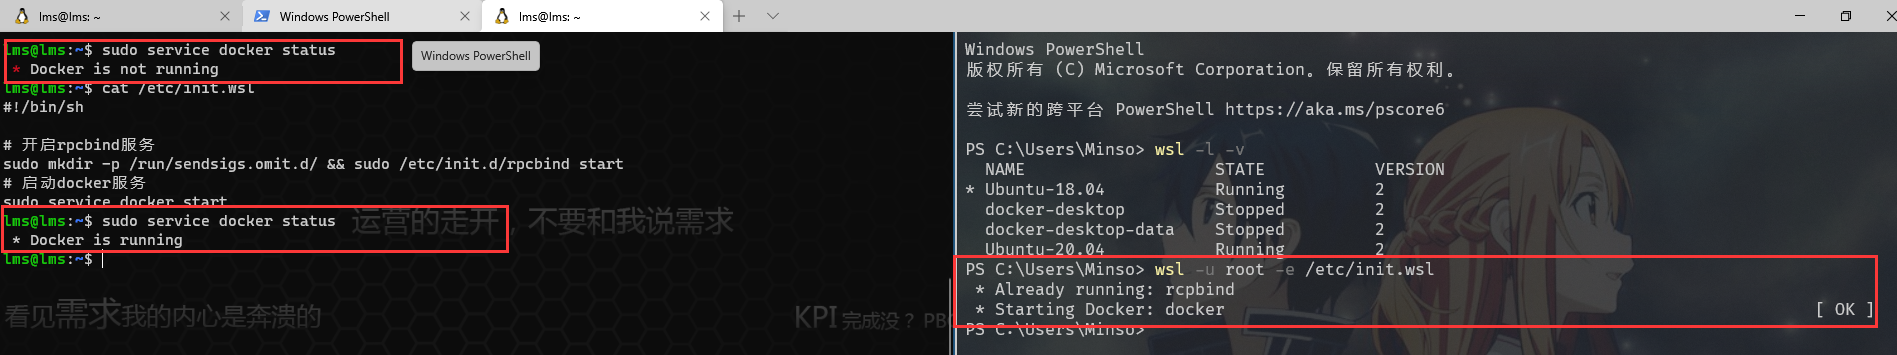 lms@lms: ~
Windows PowerShell
lms@lms: ~
lms@lms:~$ sudo service docker status
* Docker is not running
lms@lms:~$ cat /etc/init.wsl
#!/bin/sh
# 开启rpcbind服务
sudo mkdir -p /run/sendsigs.omit.d/ && sudo /etc/init.d/rpcbind start
# 启动docker服务
sudo service docker start
lms@lms:~$ sudo service docker status
* Docker is running
lms@lms:~$
Windows PowerShell
运营的走开，不要和我说需求
看见需求我的内心是奔溃的
KPI 完成没？ PB
Windows PowerShell
版权所有 (C) Microsoft Corporation。保留所有权利。
尝试新的跨平台 PowerShell https://aka.ms/pscore6
PS C:\Users\Minso> wsl -l -v
NAME STATE VERSION
* Ubuntu-18.04 Running 2
docker-desktop Stopped 2
docker-desktop-data Stopped 2
Ubuntu-20.04 Running 2
PS C:\Users\Minso> wsl -u root -e /etc/init.wsl
* Already running: rcpbind
* Starting Docker: docker [ OK ]
PS C:\Users\Minso>